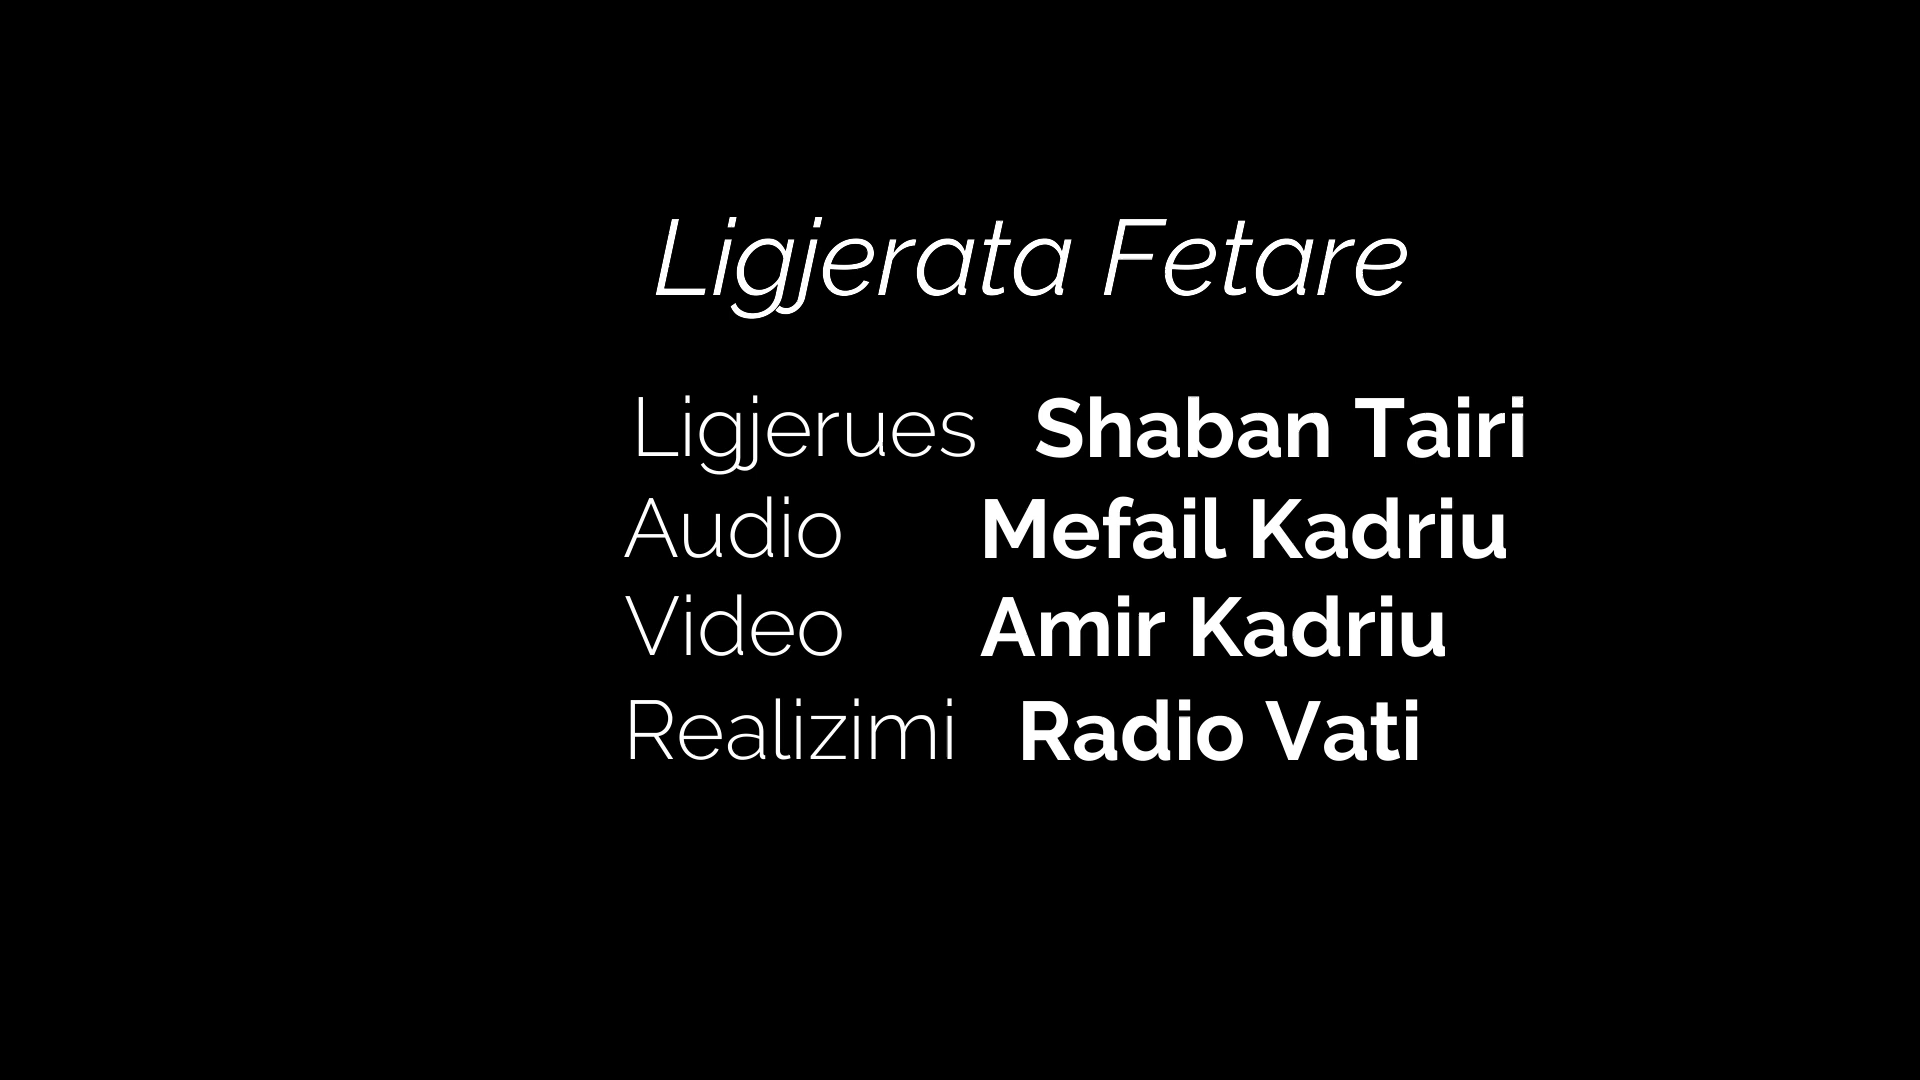 Ligjerata Fetare
Ligjerues Shaban Tairi
Audio Mefail Kadriu
Video Amir Kadriu
Realizimi Radio Vati